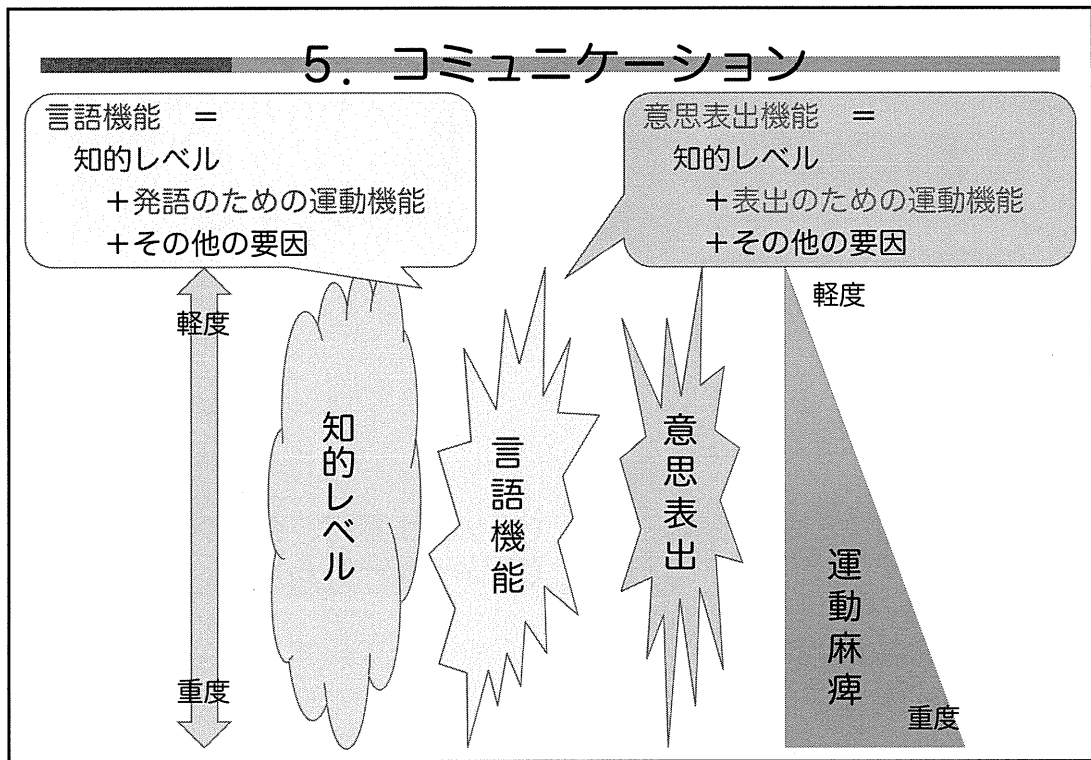 5．コミュニケーション
言語機能　＝
知的レベル
＋発語のための運動機能
＋その他の要因
意思表出機能　＝
知的レベル
＋表出のための運動機能
＋その他の要因
軽度
重度
知的レベル
言語機能
意思表出
軽度
運動麻痺
重度